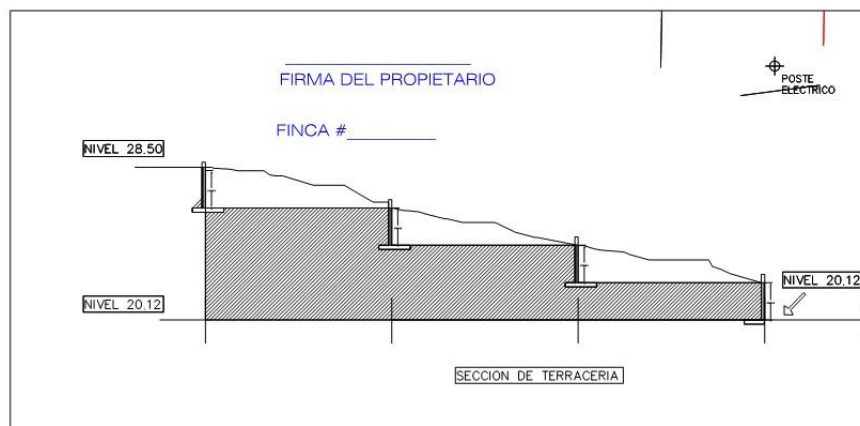 FIRMA DEL PROPIETARIO
POSTE
ELECTRICO
FINCA #
NIVEL 28.50
NIVEL 20.12
NIVEL 20.12
SECCION DE TERRACERIA